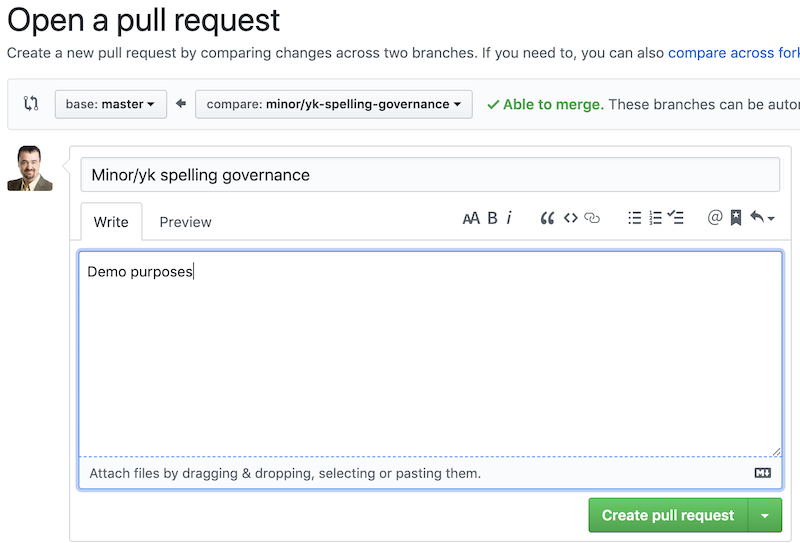 Open a pull request
Create a new pull request by comparing changes across two branches. If you need to, you can also compare across
base: master compare: minor/yk-spelling-governance Able to merge. These branches can be
Minor/yk spelling governance
Write Preview AA B i @
Demo purposes
Attach files by dragging & dropping, selecting or pasting them. M
Create pull request